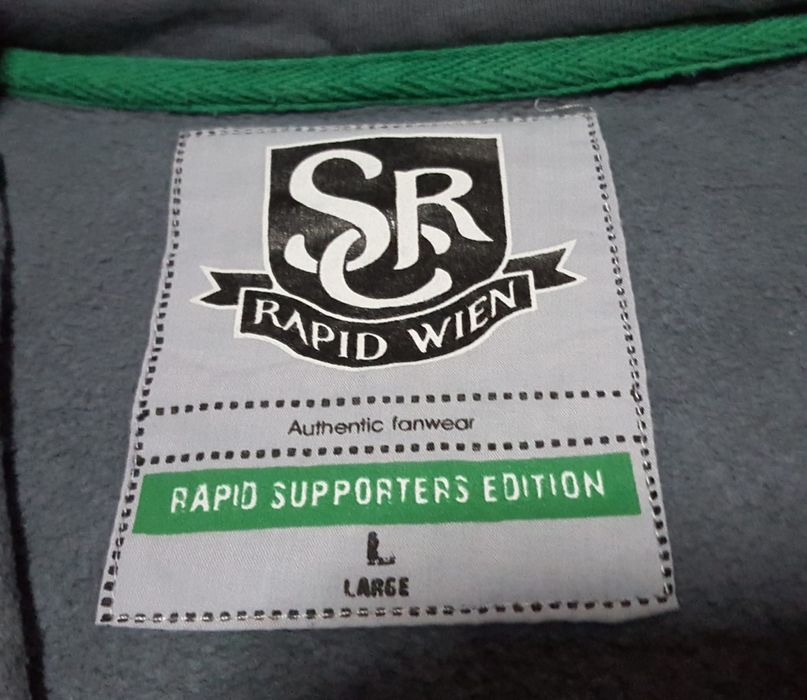 SCR
RAPID WIEN
Authentic fanwear
RAPID SUPPORTERS EDITION
L
LARGE